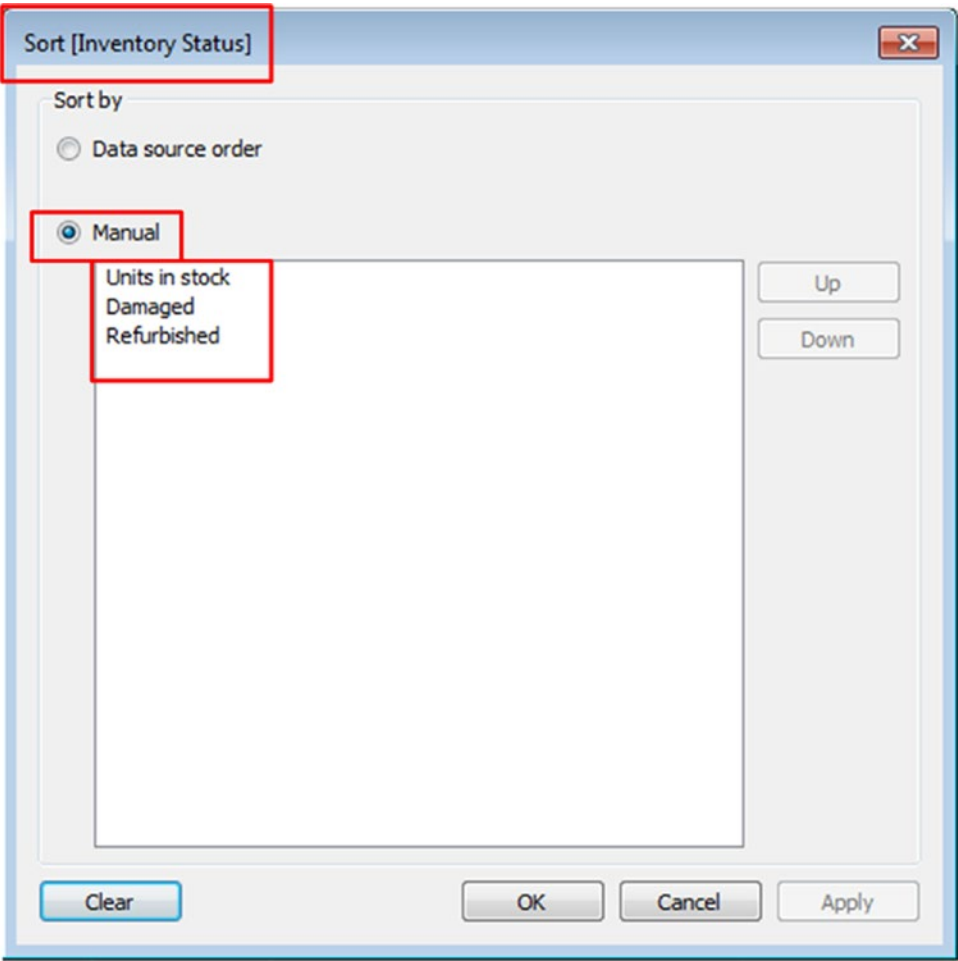 Sort [Inventory Status]
Sort by
Data source order
Manual
Units in stock
Damaged
Refurbished
Up
Down
Clear
OK
Cancel
Apply